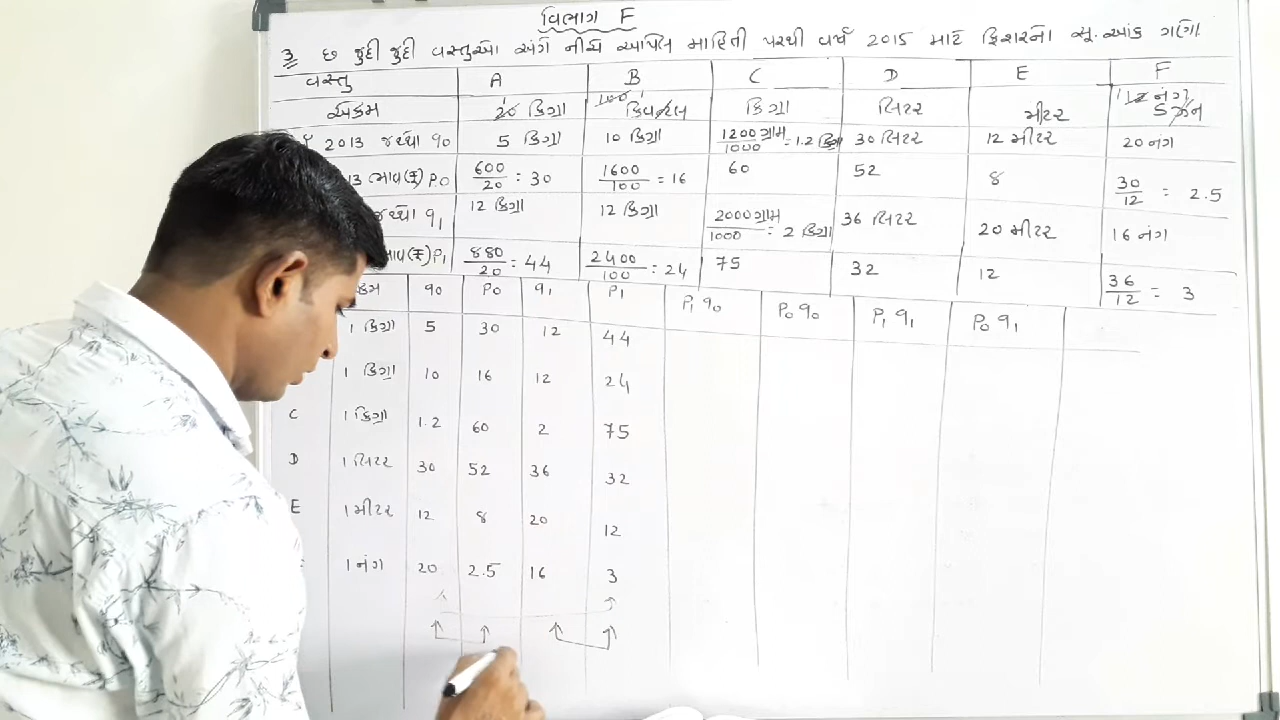 વિભાગ F
૩ છ જુદી જુદી વસ્તુઓ અંગે નીચે આપેલ માહિતી પરથી વર્ષ 2015 માટે ફિશરનો સૂ. આંક ગણો
વસ્તુ A B C D E F
એકમ 20 કિગ્રા 1 100 ક્વિન્ટલ 1 કિગ્રા લિટર મીટર 12 નંગ ડઝન
2013 જથ્થો q0 5 કિગ્રા 10 કિગ્રા 1200ગ્રામ/1000 = 1.2 કિગ્રા 30 લિટર 12 મીટર 20 નંગ
13 ભાવ(₹) P0 600/20 = 30 1600/100 = 16 60 52 8 30/12 = 2.5
જથ્થો q1 12 કિગ્રા 12 કિગ્રા 2000ગ્રામ/1000 = 2 કિગ્રા 36 લિટર 20 મીટર 16 નંગ
ભાવ(₹) P1 880/20 = 44 2400/100 = 24 75 32 12 36/12 = 3
q0 P0 q1 P1 P1q0 P0q0 P1q1 P0q1
1 કિગ્રા 5 30 12 44
1 કિગ્રા 10 16 12 24
C 1 કિગ્રા 1.2 60 2 75
D 1 લિટર 30 52 36 32
E 1 મીટર 12 8 20 12
1 નંગ 20 2.5 16 3